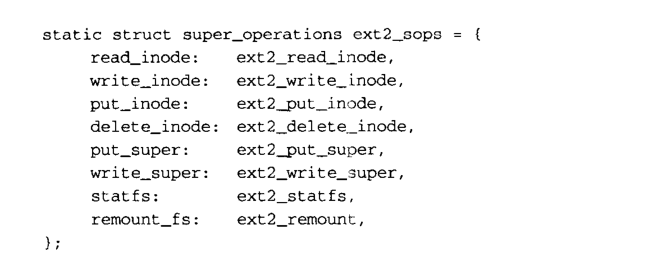 static struct super_operations ext2_sops = {
read_inode: ext2_read_inode,
write_inode: ext2_write_inode,
put_inode: ext2_put_inode,
delete_inode: ext2_delete_inode,
put_super: ext2_put_super,
write_super: ext2_write_super,
statfs: ext2_statfs,
remount_fs: ext2_remount,
};